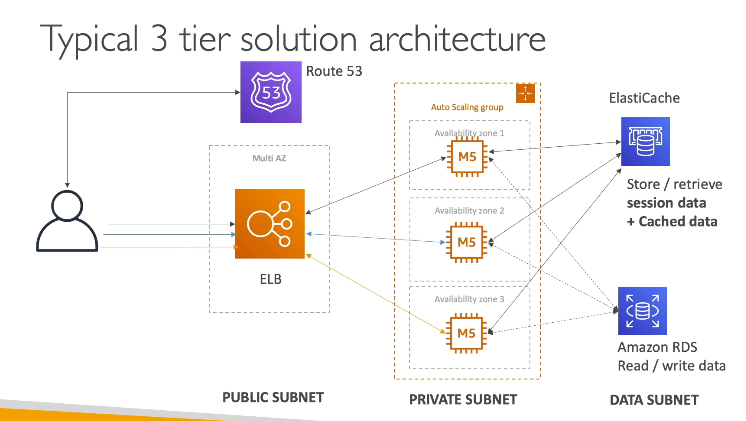 Typical 3 tier solution architecture
53
Route 53
Multi AZ
ELB
PUBLIC SUBNET
Auto Scaling group
Availability zone 1
M5
Availability zone 2
M5
Availability zone 3
M5
PRIVATE SUBNET
ElastiCache
Store / retrieve
session data
+ Cached data
Amazon RDS
Read / write data
DATA SUBNET